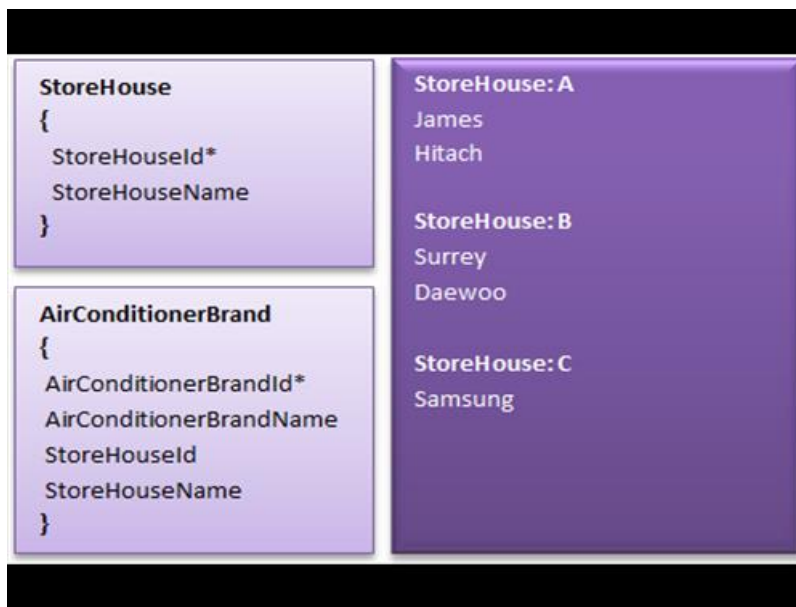 StoreHouse
{
StoreHouseId*
StoreHouseName
}
AirConditionerBrand
{
AirConditionerBrandId*
AirConditionerBrandName
StoreHouseId
StoreHouseName
}
StoreHouse:A
James
Hitach
StoreHouse:B
Surrey
Daewoo
StoreHouse:C
Samsung